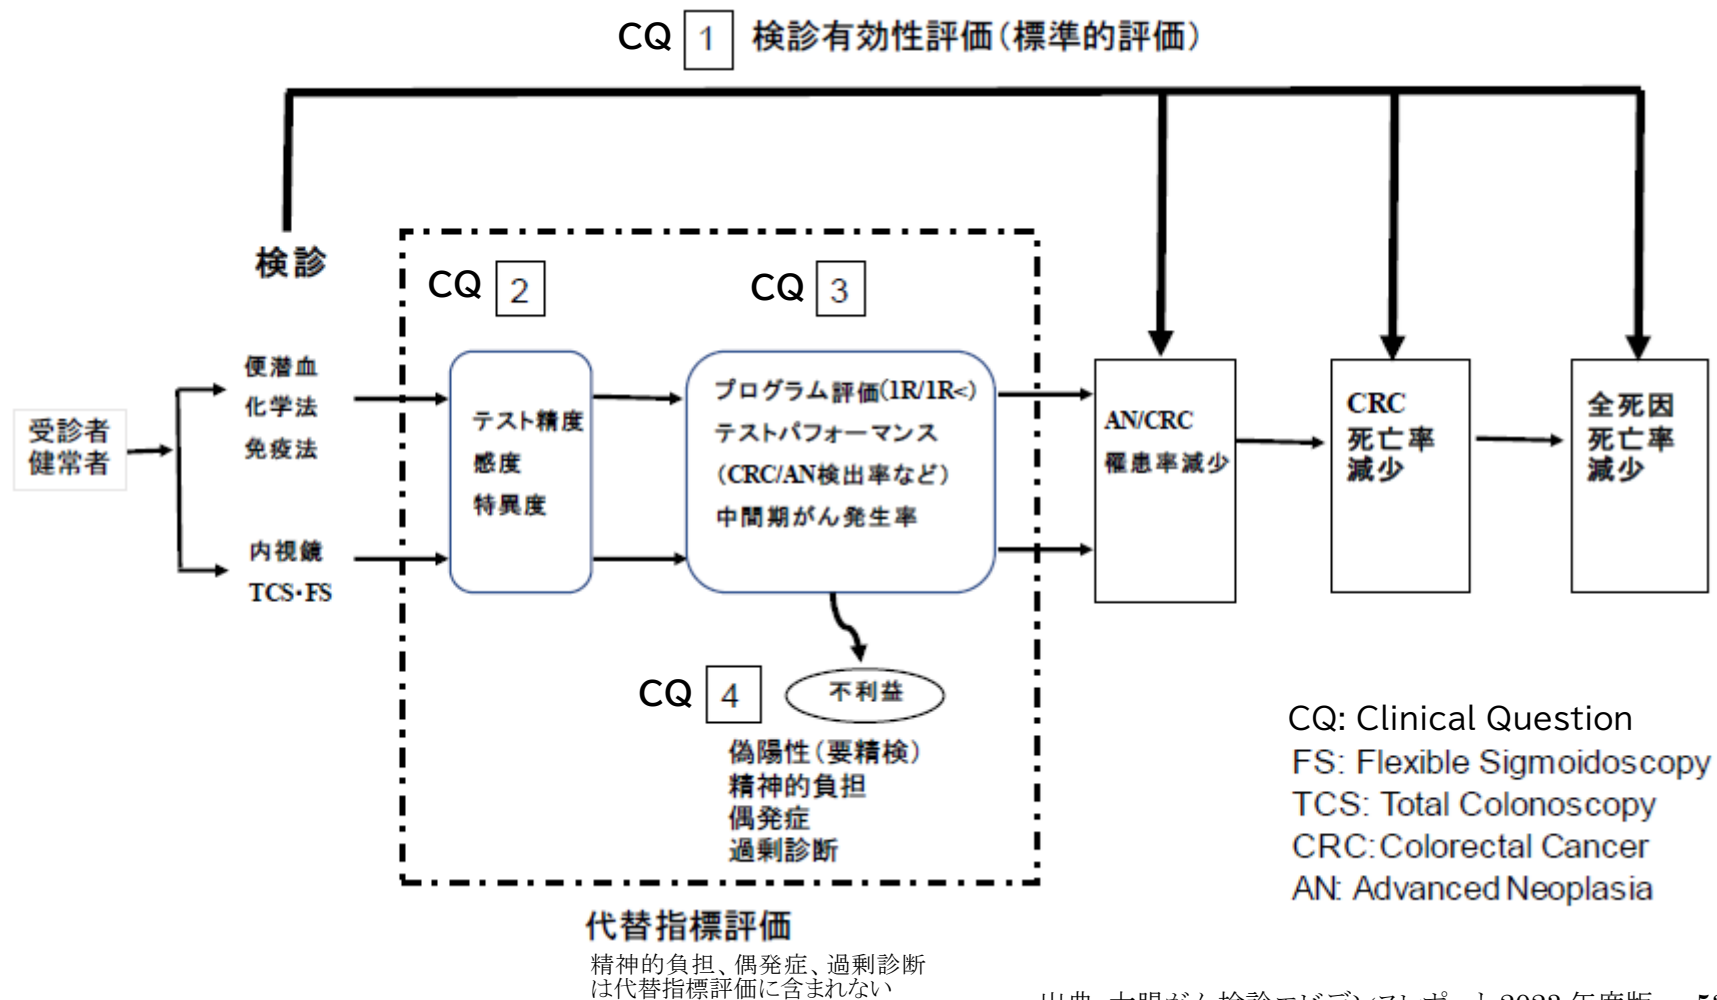 CQ 1 検診有効性評価(標準的評価)
検診
CQ 2
CQ 3
受診者
健常者
便潜血
化学法
免疫法
内視鏡
TCS・FS
テスト精度
感度
特異度
プログラム評価(1R/1R<)
テストパフォーマンス
(CRC/AN検出率など)
中間期がん発生率
AN/CRC
罹患率減少
CRC
死亡率
減少
全死因
死亡率
減少
CQ 4
不利益
偽陽性(要精検)
精神的負担
偶発症
過剰診断
代替指標評価
精神的負担、偶発症、過剰診断
は代替指標評価に含まれない
CQ: Clinical Question
FS: Flexible Sigmoidoscopy
TCS: Total Colonoscopy
CRC: Colorectal Cancer
AN: Advanced Neoplasia